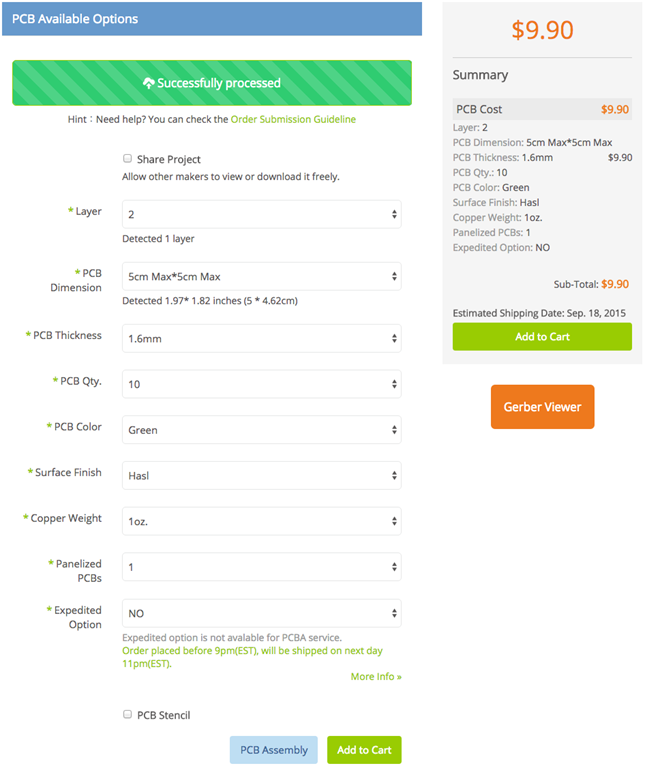 PCB Available Options
Successfully processed
Hint : Need help? You can check the Order Submission Guideline
Share Project
Allow other makers to view or download it freely.
* Layer
2
Detected 1 layer
* PCB
Dimension
5cm Max*5cm Max
Detected 1.97* 1.82 inches (5 * 4.62cm)
* PCB Thickness
1.6mm
* PCB Qty.
10
* PCB Color
Green
* Surface Finish
Hasl
* Copper Weight
1oz.
* Panelized
PCBs
1
* Expedited
Option
NO
Expedited option is not avalable for PCBA service.
Order placed before 9pm(EST), will be shipped on next day
11pm(EST).
More Info »
PCB Stencil
PCB Assembly
Add to Cart
$9.90
Summary
PCB Cost $9.90
Layer: 2
PCB Dimension: 5cm Max*5cm Max
PCB Thickness: 1.6mm $9.90
PCB Qty.: 10
PCB Color: Green
Surface Finish: Hasl
Copper Weight: 1oz.
Panelized PCBs: 1
Expedited Option: NO
Sub-Total: $9.90
Estimated Shipping Date: Sep. 18, 2015
Add to Cart
Gerber Viewer